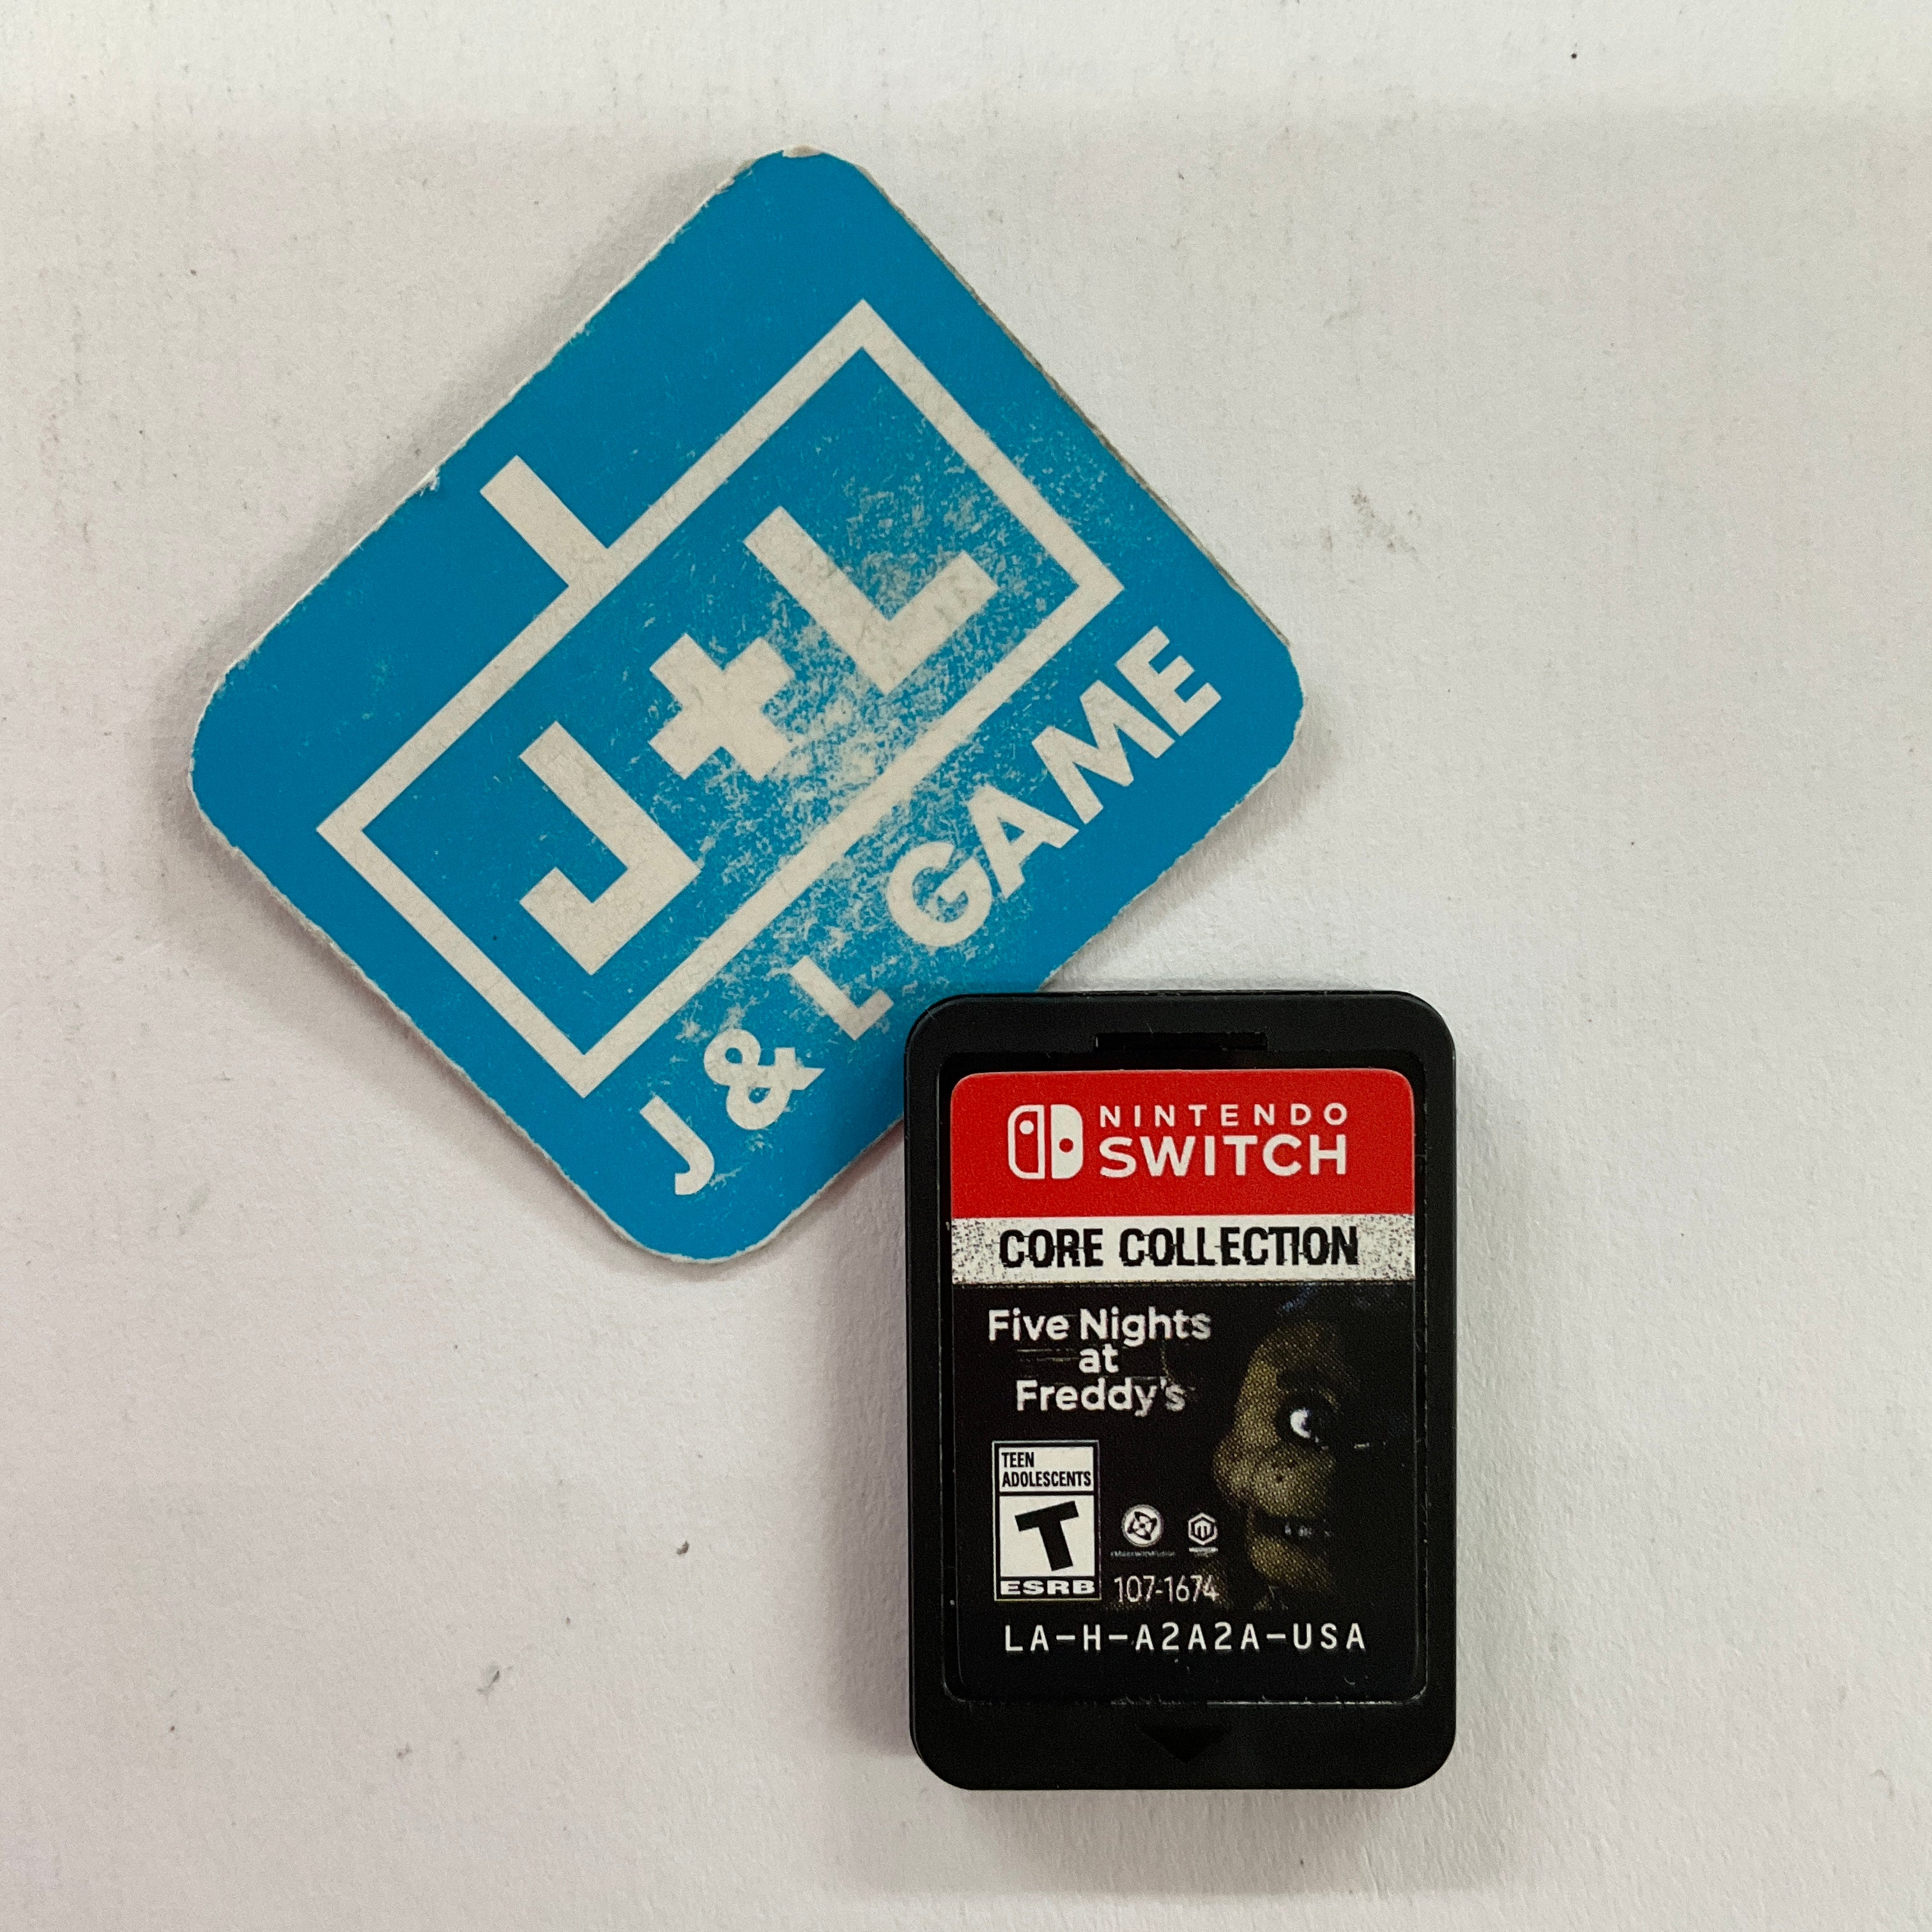 J+L
J & L GAME
NINTENDO
SWITCH
CORE COLLECTION
Five Nights
at
Freddy's
TEEN
ADOLESCENTS
T
ESRB
107-1674
LA-H-A2A2A-USA